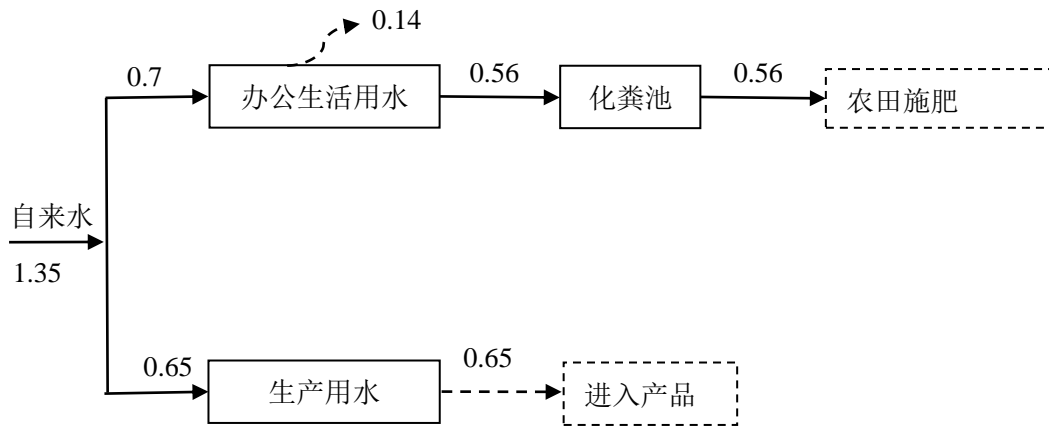 0.14
0.7
办公生活用水
0.56
化粪池
0.56
农田施肥
自来水
1.35
0.65
生产用水
0.65
进入产品